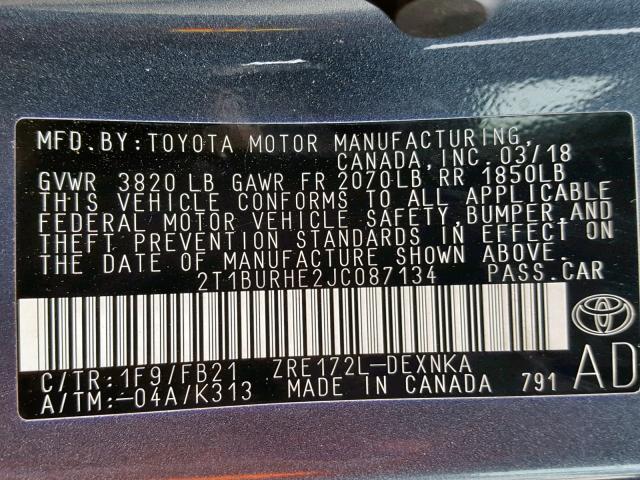 MFD. BY: TOYOTA MOTOR MANUFACTURING,
CANADA, INC. 03/18
GVWR 3820 LB GAWR FR 2070LB, RR 1850LB
THIS VEHICLE CONFORMS TO ALL APPLICABLE
FEDERAL MOTOR VEHICLE SAFETY, BUMPER, AND
THEFT PREVENTION STANDARDS IN EFFECT ON
THE DATE OF MANUFACTURE SHOWN ABOVE.
2T1BURHE2JC087134 PASS. CAR
C/TR: 1F9/FB21 ZRE172L-DEXNKA
A/TM: -04A/K313 MADE IN CANADA 791
AD